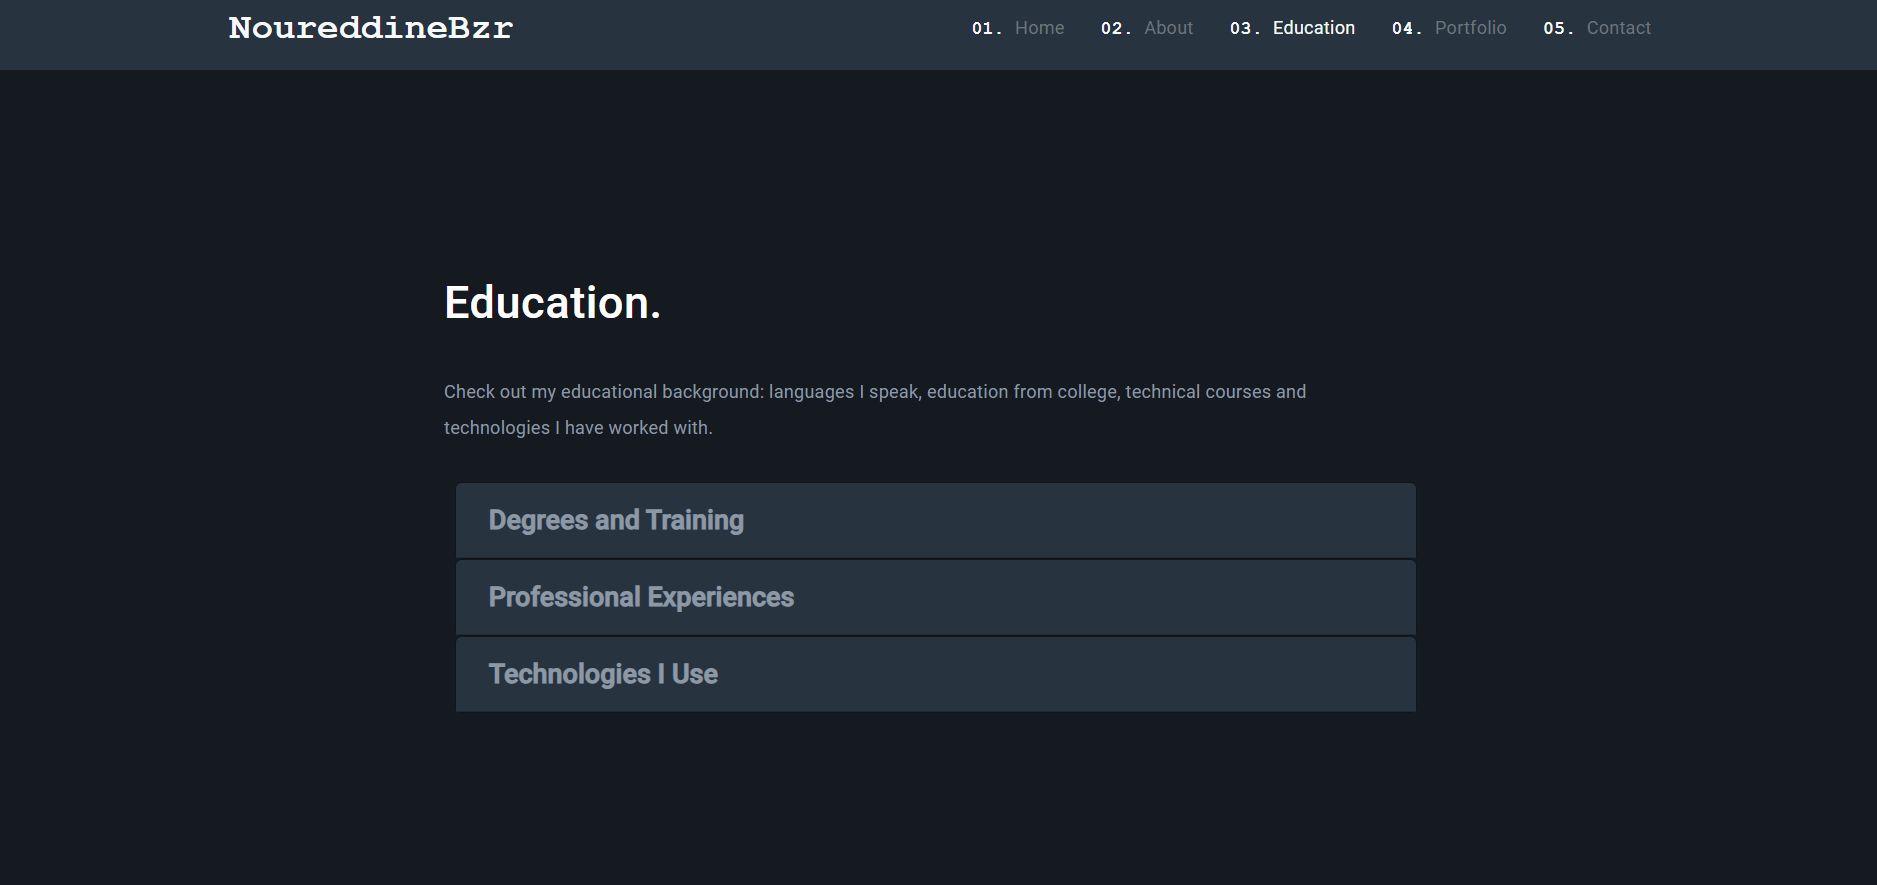 NoureddineBzr
01. Home 02. About 03. Education 04. Portfolio 05. Contact
Education.
Check out my educational background: languages I speak, education from college, technical courses and
technologies I have worked with.
Degrees and Training
Professional Experiences
Technologies I Use